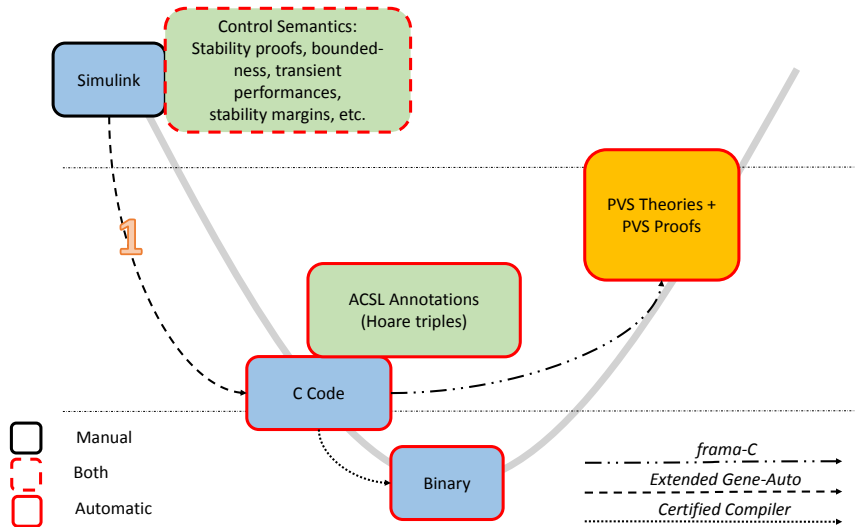 Control Semantics:
Stability proofs, bounded-
ness, transient
performances,
stability margins, etc.
Simulink
PVS Theories +
PVS Proofs
1
ACSL Annotations
(Hoare triples)
C Code
Manual
Both
Automatic
Binary
frama-C
Extended Gene-Auto
Certified Compiler